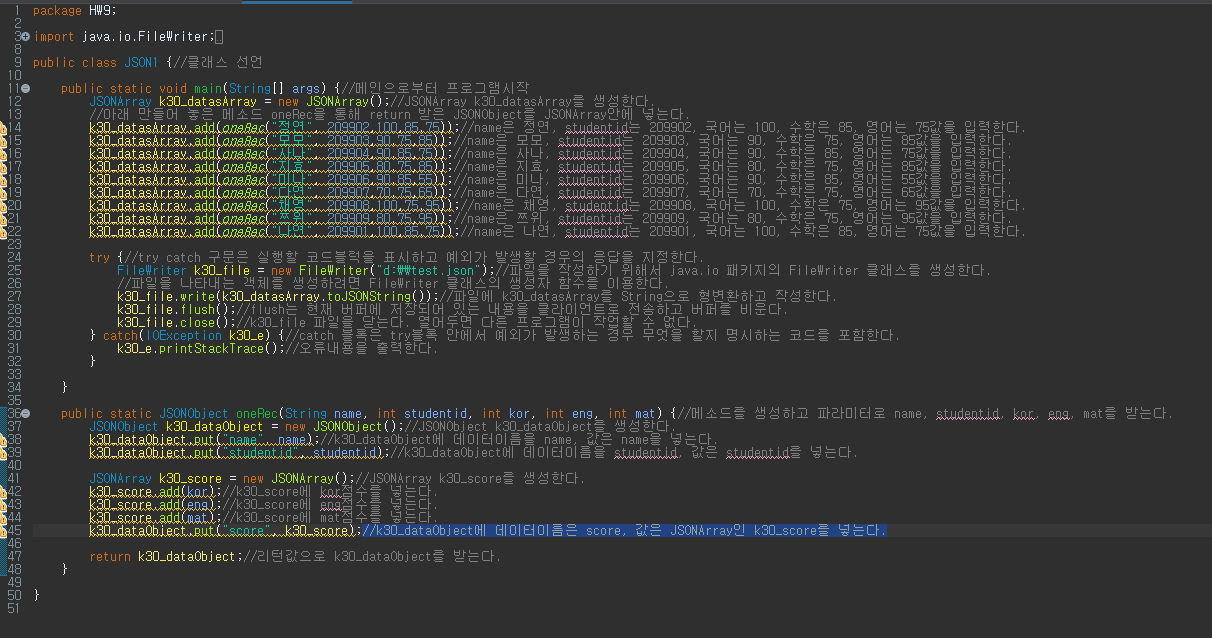 1 package HW9;
2
3 import java.io.FileWriter;
8
9 public class JSON1 {//클래스 선언
10
11 public static void main(String[] args) {//메인으로부터 프로그램시작
12 JSONArray k30_datasArray = new JSONArray();//JSONArray k30_datasArray를 생성한다.
13 //아래 만들어 놓은 메소드 oneRec을 통해 return 받은 JSONObject를 JSONArray안에 넣는다.
14 k30_datasArray.add(oneRec("정연", 209902,100,85,75));//name은 정연, studentid는 209902, 국어는 100, 수학은 85, 영어는 75값을 입력한다.
15 k30_datasArray.add(oneRec("모모", 209903,90,75,85));//name은 모모, studentid는 209903, 국어는 90, 수학은 75, 영어는 85값을 입력한다.
16 k30_datasArray.add(oneRec("사나", 209904,90,85,75));//name은 사나, studentid는 209904, 국어는 90, 수학은 85, 영어는 75값을 입력한다.
17 k30_datasArray.add(oneRec("지효", 209905,80,75,85));//name은 지효, studentid는 209905, 국어는 80, 수학은 75, 영어는 85값을 입력한다.
18 k30_datasArray.add(oneRec("미나", 209906,90,85,55));//name은 미나, studentid는 209906, 국어는 90, 수학은 85, 영어는 55값을 입력한다.
19 k30_datasArray.add(oneRec("다현", 209907,70,75,65));//name은 다연, studentid는 209907, 국어는 70, 수학은 75, 영어는 65값을 입력한다.
20 k30_datasArray.add(oneRec("채영", 209908,100,75,95));//name은 채영, studentid는 209908, 국어는 100, 수학은 75, 영어는 95값을 입력한다.
21 k30_datasArray.add(oneRec("쯔위", 209909,80,75,95));//name은 쯔위, studentid는 209909, 국어는 80, 수학은 75, 영어는 95값을 입력한다.
22 k30_datasArray.add(oneRec("나연", 209901,100,85,75));//name은 나연, studentid는 209901, 국어는 100, 수학은 85, 영어는 75값을 입력한다.
23
24 try {//try catch 구문은 실행할 코드블럭을 표시하고 예외가 발생할 경우의 응답을 지정한다.
25 FileWriter k30_file = new FileWriter("d:\\test.json");//파일을 작성하기 위해서 java.io 패키지의 FileWriter 클래스를 생성한다.
26 //파일을 나타내는 객체를 생성하려면 FileWriter 클래스의 생성자 함수를 이용한다.
27 k30_file.write(k30_datasArray.toJSONString());//파일에 k30_datasArray를 String으로 형변환하고 작성한다.
28 k30_file.flush();//flush는 현재 버퍼에 저장되어 있는 내용을 클라이언트로 전송하고 버퍼를 비운다.
29 k30_file.close();//k30_file 파일을 닫는다. 열어두면 다른 프로그램이 작업할 수 없다.
30 } catch(IOException k30_e) {//catch 블록은 try블록 안에서 예외가 발생하는 경우 무엇을 할지 명시하는 코드를 포함한다.
31 k30_e.printStackTrace();//오류내용을 출력한다.
32 }
33
34 }
35
36 public static JSONObject oneRec(String name, int studentid, int kor, int eng, int mat) {//메소드를 생성하고 파라미터로 name, studentid, kor, eng, mat를 받는다.
37 JSONObject k30_dataObject = new JSONObject();//JSONObject k30_dataObject를 생성한다.
38 k30_dataObject.put("name", name);//k30_dataObject에 데이터이름을 name, 값은 name을 넣는다.
39 k30_dataObject.put("studentid", studentid);//k30_dataObject에 데이터이름을 studentid, 값은 studentid를 넣는다.
40
41 JSONArray k30_score = new JSONArray();//JSONArray k30_score를 생성한다.
42 k30_score.add(kor);//k30_score에 kor점수를 넣는다.
43 k30_score.add(eng);//k30_score에 eng점수를 넣는다.
44 k30_score.add(mat);//k30_score에 mat점수를 넣는다.
45 k30_dataObject.put("score", k30_score);//k30_dataObject에 데이터이름은 score, 값은 JSONArray인 k30_score를 넣는다.
46
47 return k30_dataObject;//리턴값으로 k30_dataObject를 받는다.
48 }
49
50 }
51